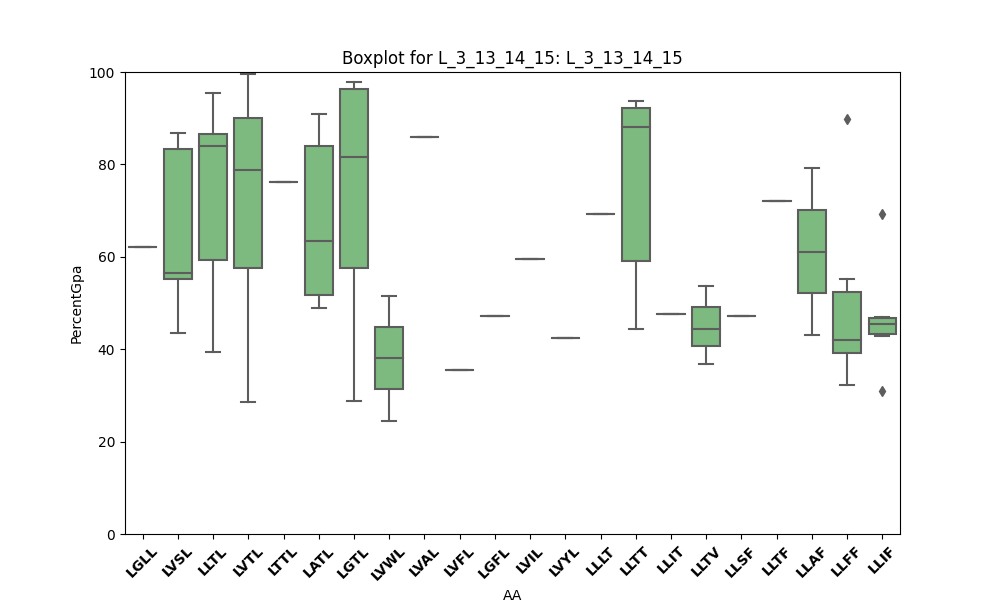 Boxplot for L_3_13_14_15: L_3_13_14_15
PercentGpa
100
80
60
40
20
0
LGLL LVSL LLTL LVTL LTTL LATL LGTL LVWL LVAL LVFL LGFL LVIL LVYL LLLT LLTT LLIT LLTV LLSF LLTF LLAF LLFF LLIF
AA